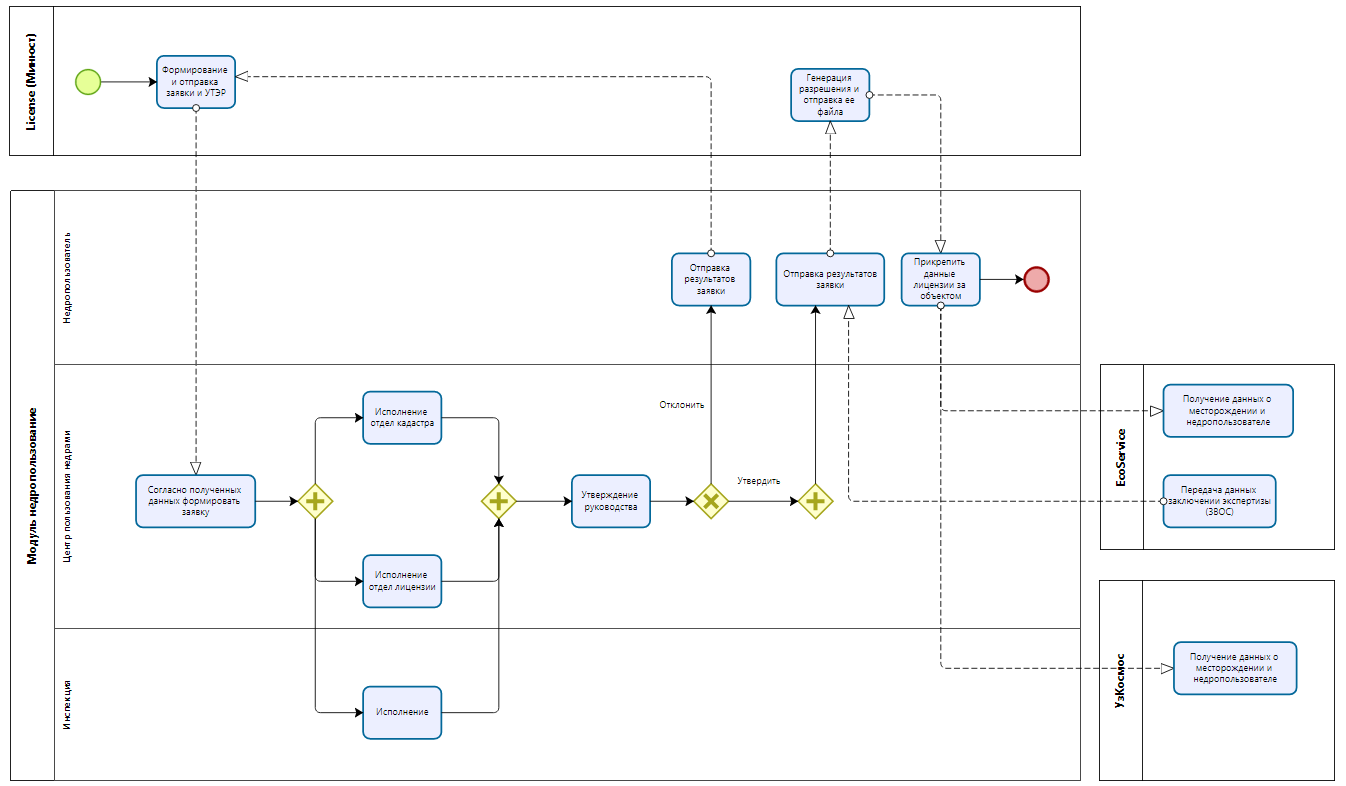 License (Минюст)
Формирование
и отправка
заявки и УТЭР
Генерация
разрешения и
отправка ее
файла
Модуль недропользование
Недропользователь
Отправка
результатов
заявки
Отправка результатов
заявки
Прикрепить
данные
лицензии за
объектом
Центр пользования недрами
Исполнение
отдел кадастра
Отклонить
Согласно полученных
данных формировать
заявку
Утверждение
руководства
Утвердить
Исполнение
отдел лицензии
Инспекция
Исполнение
EcoService
Получение данных о
месторождении и
недропользователе
Передача данных
заключении экспертизы
(ЗВОС)
УзКосмос
Получение данных о
месторождении и
недропользователе